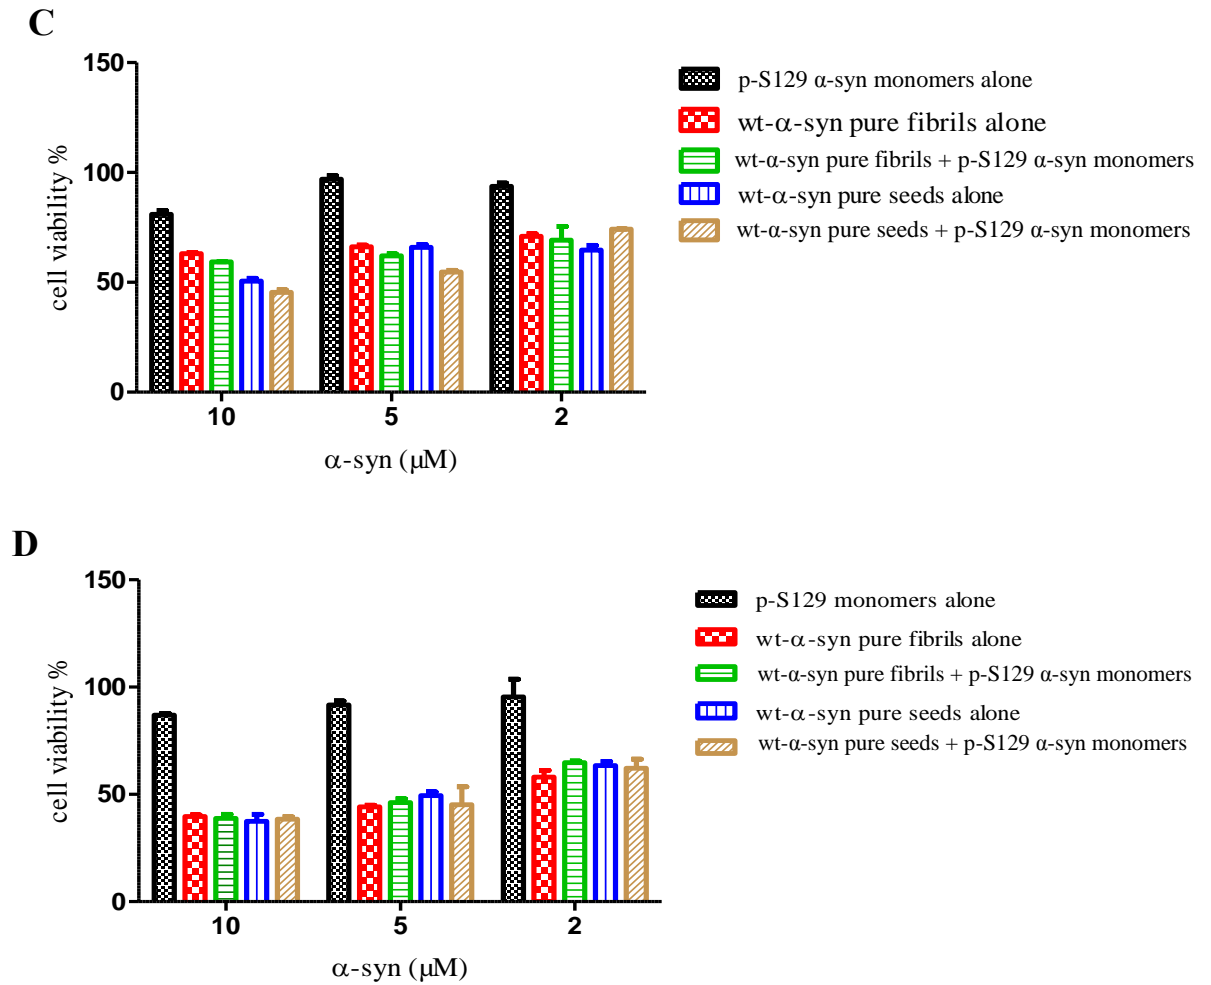 C
150
100
50
0
cell viability %
10 5 2
α-syn (µM)
p-S129 α-syn monomers alone
wt-α-syn pure fibrils alone
wt-α-syn pure fibrils + p-S129 α-syn monomers
wt-α-syn pure seeds alone
wt-α-syn pure seeds + p-S129 α-syn monomers
D
150
100
50
0
cell viability %
10 5 2
α-syn (µM)
p-S129 monomers alone
wt-α-syn pure fibrils alone
wt-α-syn pure fibrils + p-S129 α-syn monomers
wt-α-syn pure seeds alone
wt-α-syn pure seeds + p-S129 α-syn monomers